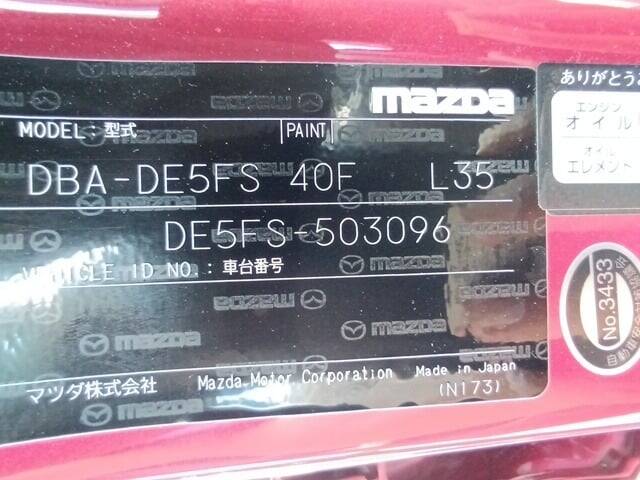 mazda
MODEL:型式 PAINT
DBA-DE5FS 40F L35
DE5FS-503096
VEHICLE ID NO.:車台番号
マツダ株式会社 Mazda Motor Corporation Made in Japan
(N173)
ありがとう
エンジン
オイル
オイル
エレメント
No.3433